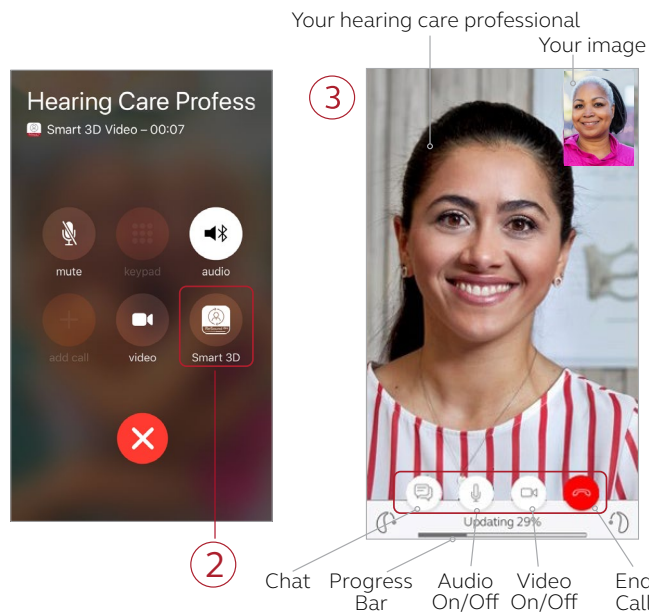 Your hearing care professional
Your image
3
Hearing Care Profess
Smart 3D Video – 00:07
mute
keypad
audio
add call
video
Smart 3D
2
Updating 29%
Chat
Progress Bar
Audio On/Off
Video On/Off
End Call